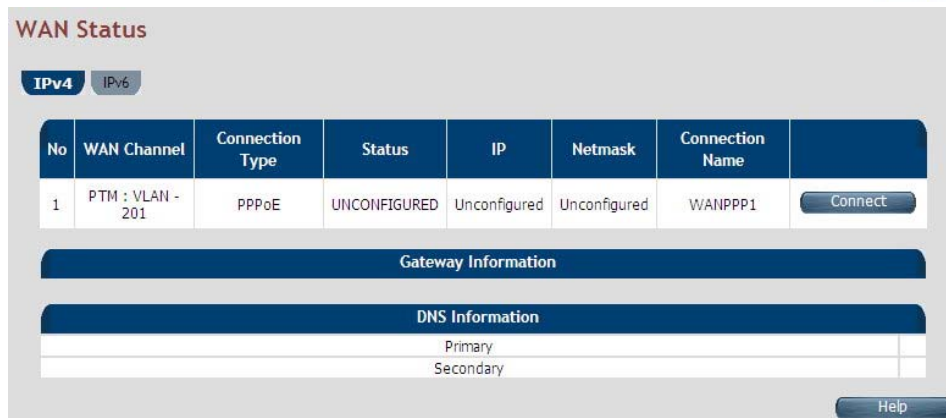 WAN Status
IPv4 IPv6
No WAN Channel Connection Type Status IP Netmask Connection Name
1 PTM : VLAN - 201 PPPoE UNCONFIGURED Unconfigured Unconfigured WANPPP1 Connect
Gateway Information
DNS Information
Primary
Secondary
Help